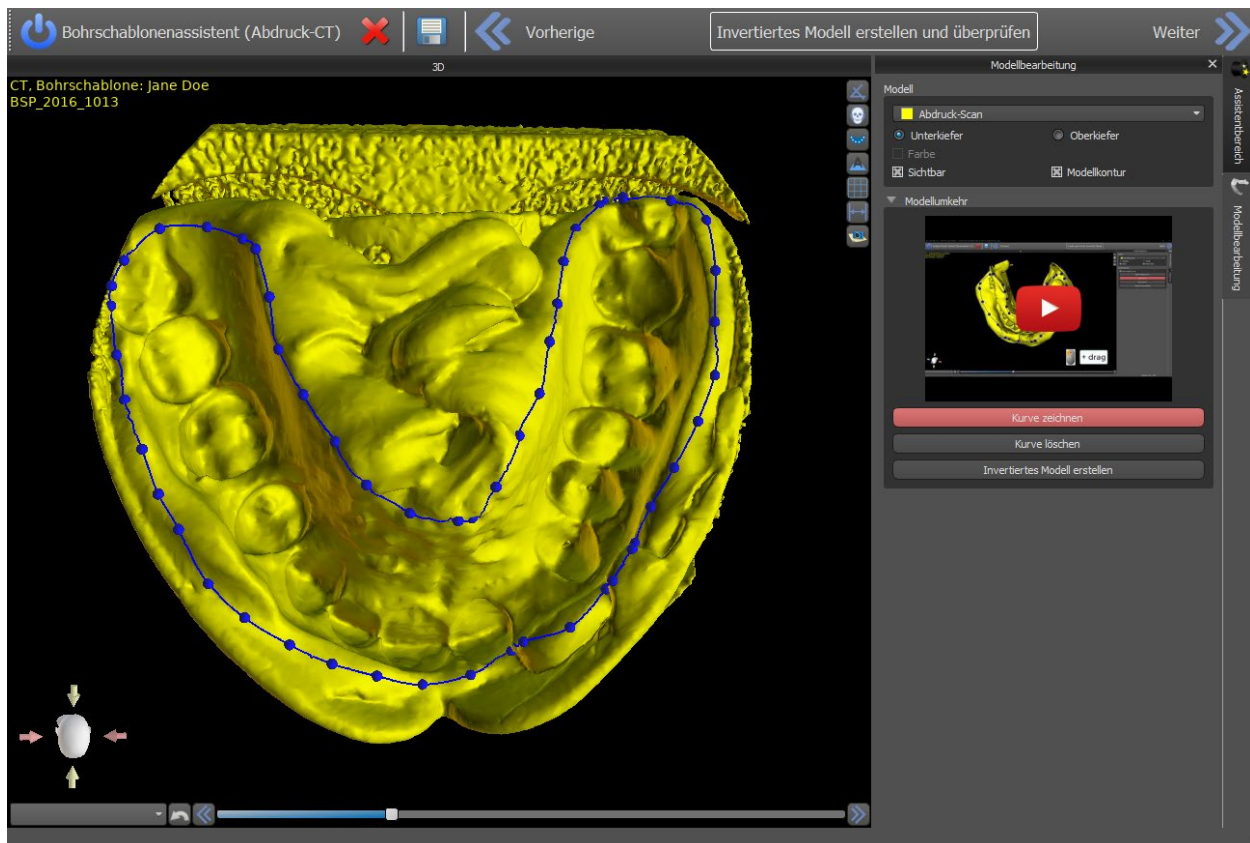 Bohrschablonenassistent (Abdruck-CT)
Vorherige
Invertiertes Modell erstellen und überprüfen
Weiter
3D
CT, Bohrschablone: Jane Doe
BSP_2016_1013
Modellbearbeitung
Modell
Abdruck-Scan
Unterkiefer
Oberkiefer
Farbe
Sichtbar
Modellkontur
Modellumkehr
+ drag
Kurve zeichnen
Kurve löschen
Invertiertes Modell erstellen
Assistentbereich
Modellbearbeitung